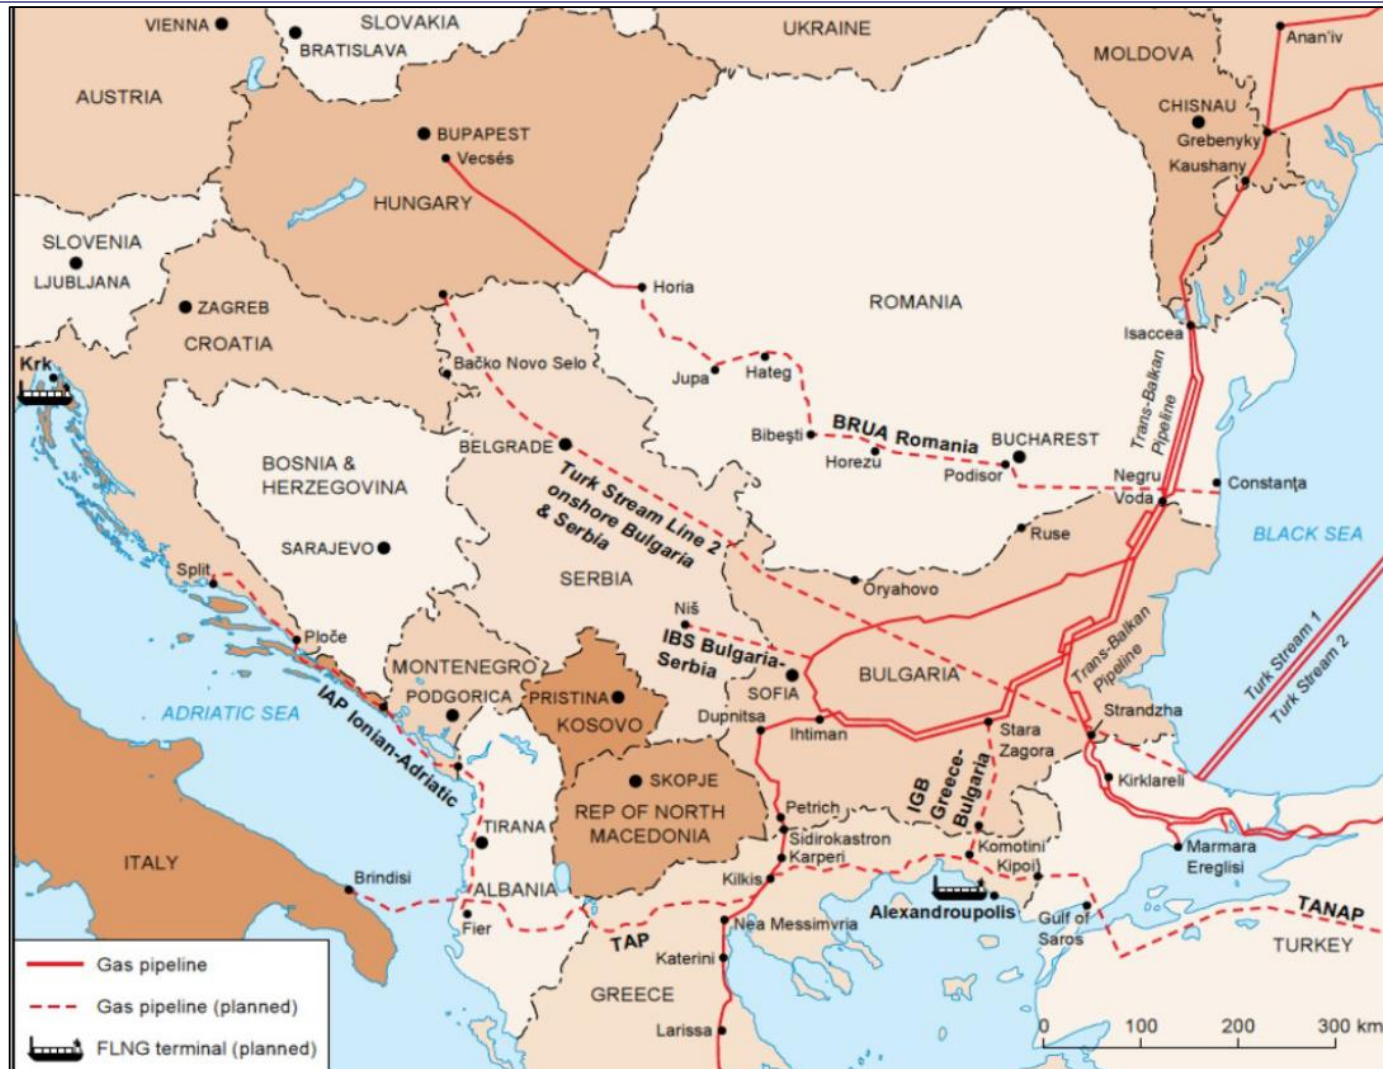 VIENNA
SLOVAKIA
BRATISLAVA
UKRAINE
Anan'iv
MOLDOVA
AUSTRIA
CHISNAU
BUPAPEST
Grebenyky
Vecsés
Kaushany
HUNGARY
SLOVENIA
LJUBLJANA
ZAGREB
Horia
ROMANIA
CROATIA
Isaccea
Krk
Bačko Novo Selo
Jupa
Hateg
Trans-Balkan
Pipeline
BELGRADE
Bibeşti
BRUA Romania
BUCHAREST
Horezu
Podisor
Negru
Voda
Constanţa
BOSNIA &
HERZEGOVINA
Turk Stream Line 2
onshore Bulgaria
& Serbia
Ruse
BLACK SEA
SARAJEVO
Split
SERBIA
Oryahovo
Niš
Ploče
IBS Bulgaria-
Serbia
Turk Stream 1
Turk Stream 2
MONTENEGRO
PODGORICA
PRISTINA
KOSOVO
SOFIA
BULGARIA
Trans-Balkan
Pipeline
ADRIATIC SEA
IAP Ionian-Adriatic
Dupnitsa
Ihtiman
Stara
Zagora
Strandzha
SKOPJE
REP OF NORTH
MACEDONIA
IGB
Greece-
Bulgaria
Kirklareli
Petrich
Sidirokastron
Karperi
TIRANA
ITALY
Komotini
Kipoi
Marmara
Ereglisi
Brindisi
ALBANIA
Kilkis
Alexandroupolis
Fier
TAP
Nea Messimvria
Gulf of
Saros
TANAP
TURKEY
Katerini
GREECE
Larissa
Gas pipeline
Gas pipeline (planned)
FLNG terminal (planned)
0 100 200 300 km